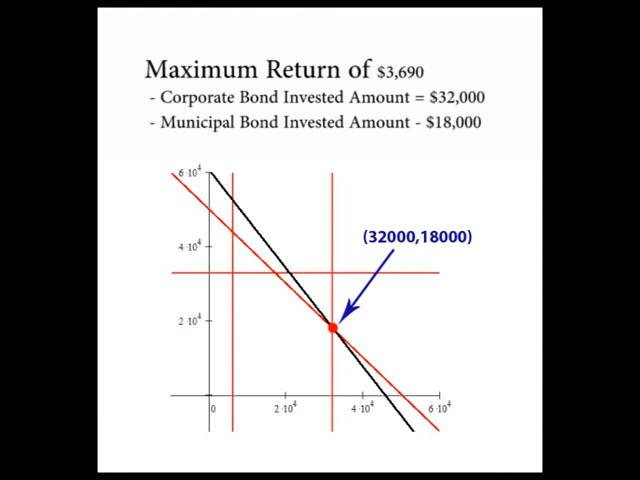 Maximum Return of $3,690
- Corporate Bond Invested Amount = $32,000
- Municipal Bond Invested Amount - $18,000
6·10⁴
(32000,18000)
4·10⁴
2·10⁴
0 2·10⁴ 4·10⁴ 6·10⁴